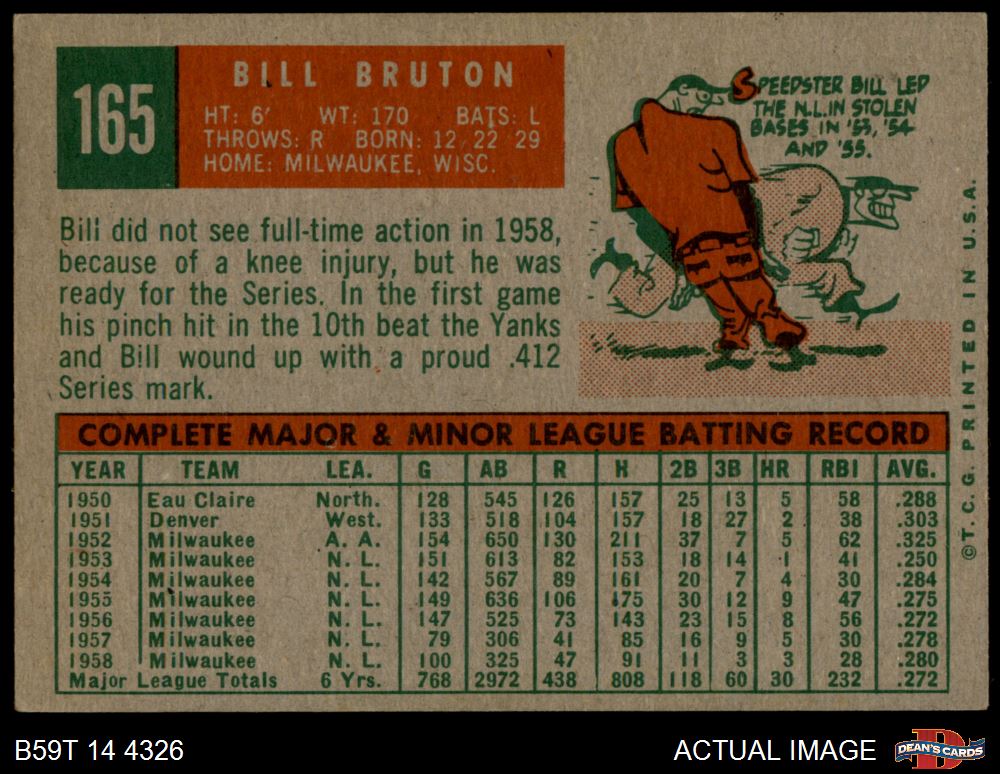 165
BILL BRUTON
HT: 6' WT: 170 BATS: L
THROWS: R BORN: 12 22 29
HOME: MILWAUKEE, WISC.
SPEEDSTER BILL LED
THE N.L. IN STOLEN
BASES IN '53, '54
AND '55.
Bill did not see full-time action in 1958,
because of a knee injury, but he was
ready for the Series. In the first game
his pinch hit in the 10th beat the Yanks
and Bill wound up with a proud .412
Series mark.
COMPLETE MAJOR & MINOR LEAGUE BATTING RECORD
YEAR TEAM LEA. G AB R H 2B 3B HR RBI AVG.
1950 Eau Claire North. 128 545 126 157 25 13 5 58 .288
1951 Denver West. 133 518 104 157 18 27 2 38 .303
1952 Milwaukee A. A. 154 650 130 211 37 7 5 62 .325
1953 Milwaukee N. L. 151 613 82 153 18 14 1 41 .250
1954 Milwaukee N. L. 142 567 89 161 20 7 4 30 .284
1955 Milwaukee N. L. 149 636 106 175 30 12 9 47 .275
1956 Milwaukee N. L. 147 525 73 143 23 15 8 56 .272
1957 Milwaukee N. L. 79 306 41 85 16 9 5 30 .278
1958 Milwaukee N. L. 100 325 47 91 11 3 3 28 .280
Major League Totals 6 Yrs. 768 2972 438 808 118 60 30 232 .272
© T. C. G. PRINTED IN U.S.A.
B59T 14 4326
ACTUAL IMAGE
DEAN'S CARDS